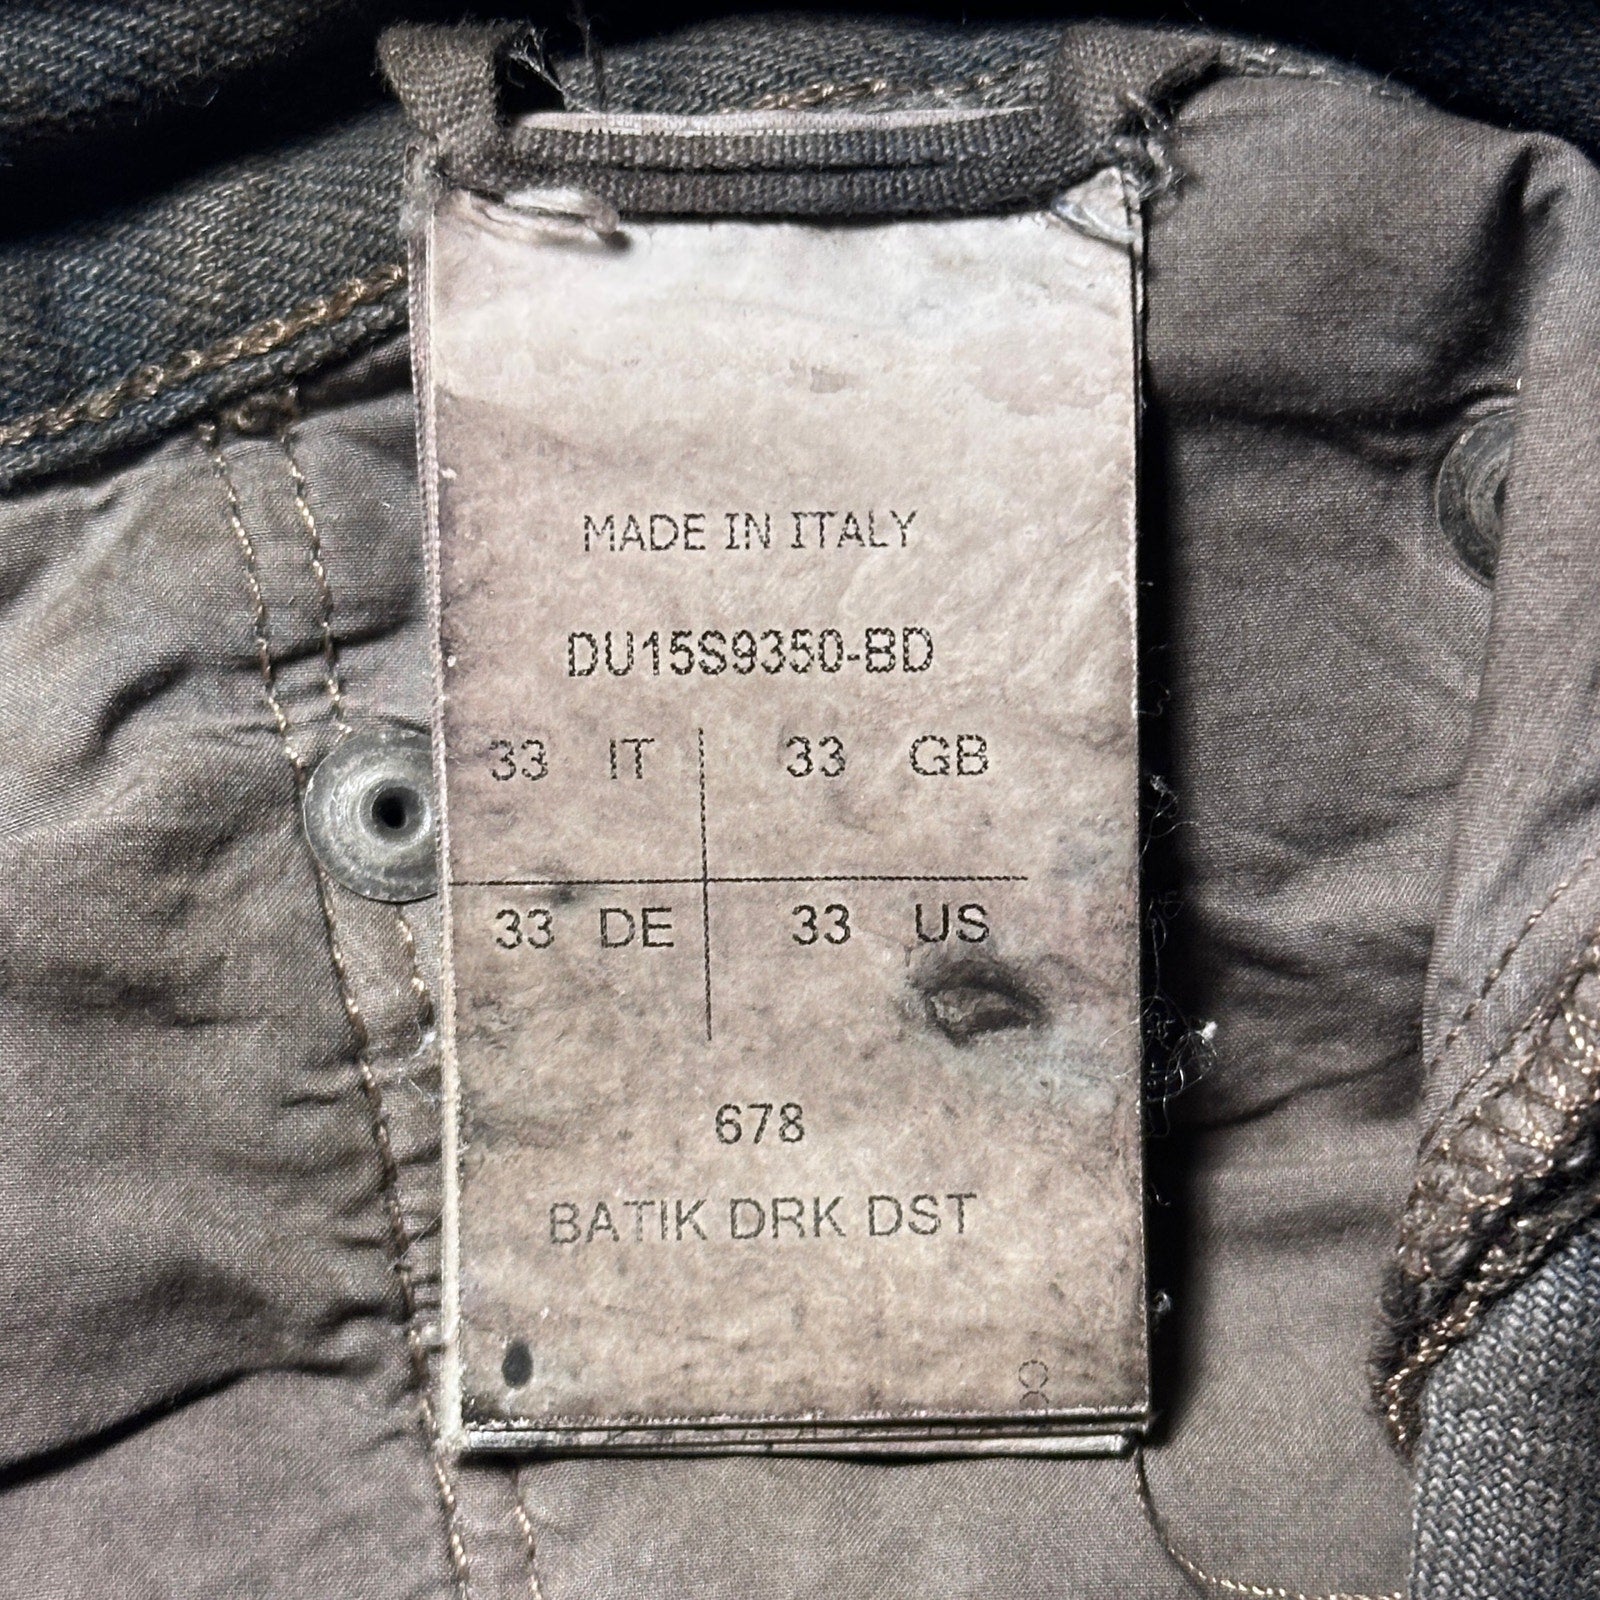 MADE IN ITALY
DU15S9350-BD
33 IT 33 GB
33 DE 33 US
678
BATIK DRK DST